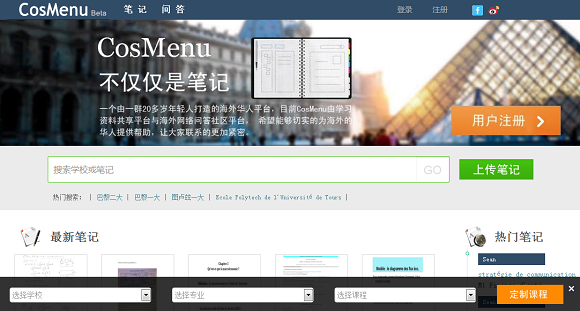 CosMenu Beta 笔记 问答 登录 注册
CosMenu
不仅仅是笔记
一个由一群20多岁年轻人打造的海外华人平台，目前CosMenu由学习
资料共享平台与海外网络问答社区平台， 希望能够切实的为海外的
华人提供帮助，让大家联系的更加紧密。
用户注册
搜索学校或笔记 GO 上传笔记
热门搜索： | 巴黎二大 | 巴黎一大 | 图卢兹一大 | Ecole Polytech de l'Université de Tours |
最新笔记 热门笔记
Chapitre I
Sean
stratégie de communication
Sean
选择学校 选择专业 选择课程 定制课程